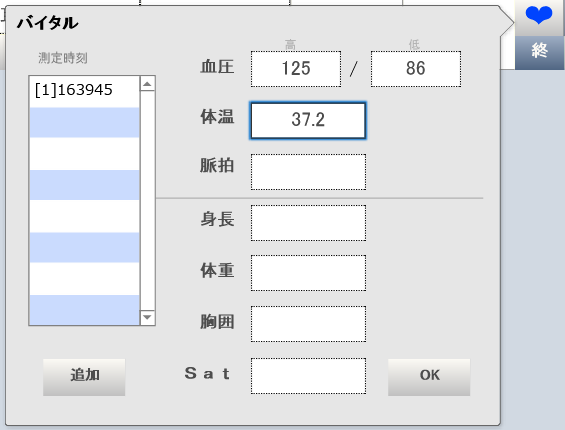 バイタル
終
測定時刻
[1]163945
高 低
血圧 125 / 86
体温 37.2
脈拍
身長
体重
胸囲
Ｓａｔ
追加 OK